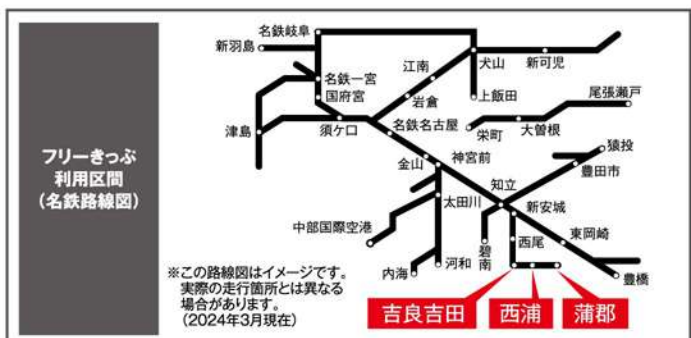 フリーきっぷ
利用区間
(名鉄路線図)
名鉄岐阜
新羽島
名鉄一宮
国府宮
津島
須ケ口
江南
岩倉
犬山
新可児
上飯田
尾張瀬戸
栄町
大曽根
名鉄名古屋
金山
神宮前
太田川
中部国際空港
内海
河和
知立
猿投
豊田市
新安城
碧南
西尾
東岡崎
豊橋
吉良吉田
西浦
蒲郡
※この路線図はイメージです。
実際の走行箇所とは異なる
場合があります。
(2024年3月現在)